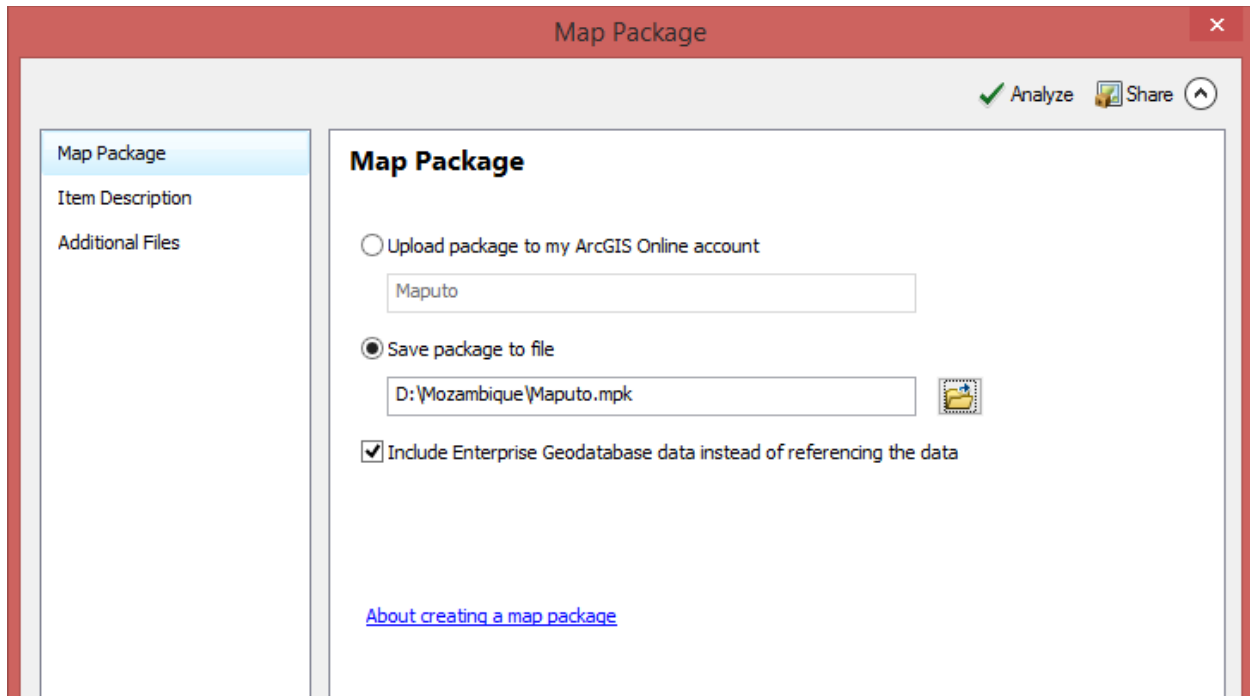 Map Package
Analyze Share
Map Package
Item Description
Additional Files
Map Package
Upload package to my ArcGIS Online account
Maputo
Save package to file
D:\Mozambique\Maputo.mpk
Include Enterprise Geodatabase data instead of referencing the data
About creating a map package